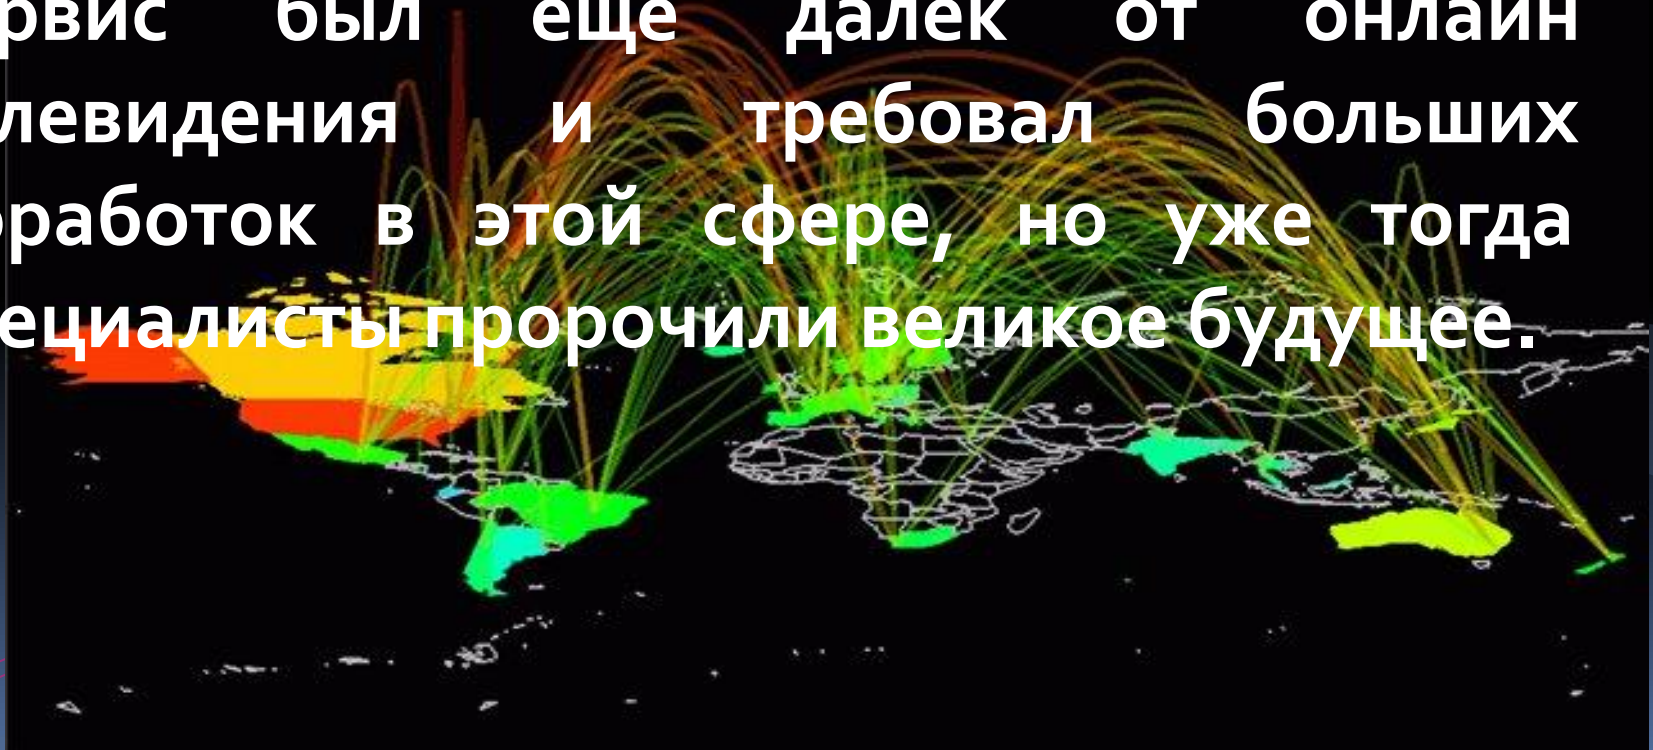 рвис был еще далек от онлайн
левидения и требовал больших
работок в этой сфере, но уже тогда
ециалисты пророчили великое будущее.